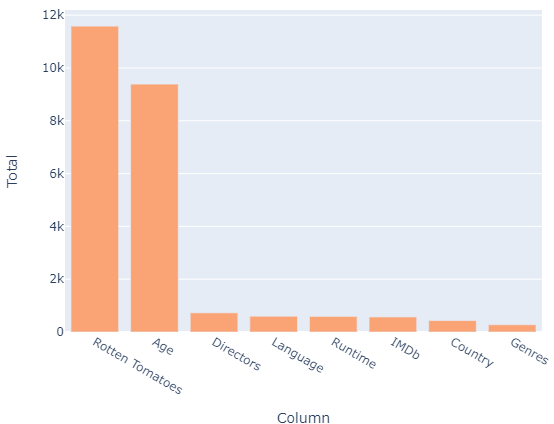 12k
10k
8k
6k
4k
2k
0
Total
Rotten Tomatoes
Age
Directors
Language
Runtime
IMDb
Country
Genres
Column